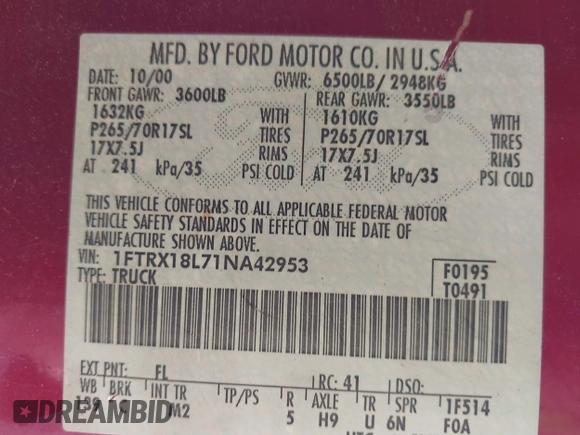 MFD. BY FORD MOTOR CO. IN U.S.A.
DATE: 10/00 GVWR: 6500LB/ 2948KG
FRONT GAWR: 3600LB REAR GAWR: 3550LB
1632KG WITH 1610KG WITH
P265/70R17SL TIRES P265/70R17SL TIRES
17X7.5J RIMS 17X7.5J RIMS
AT 241 kPa/35 PSI COLD AT 241 kPa/35 PSI COLD
THIS VEHICLE CONFORMS TO ALL APPLICABLE FEDERAL MOTOR
VEHICLE SAFETY STANDARDS IN EFFECT ON THE DATE OF
MANUFACTURE SHOWN ABOVE.
VIN: 1FTRX18L71NA42953 F0195
TYPE: TRUCK T0491
EXT PNT: FL RC: 41 DSO:
WB BRK INT TR TP/PS R AXLE TR SPR 1F514
139 M2 5 H9 U 6N F0A
DREAMBID